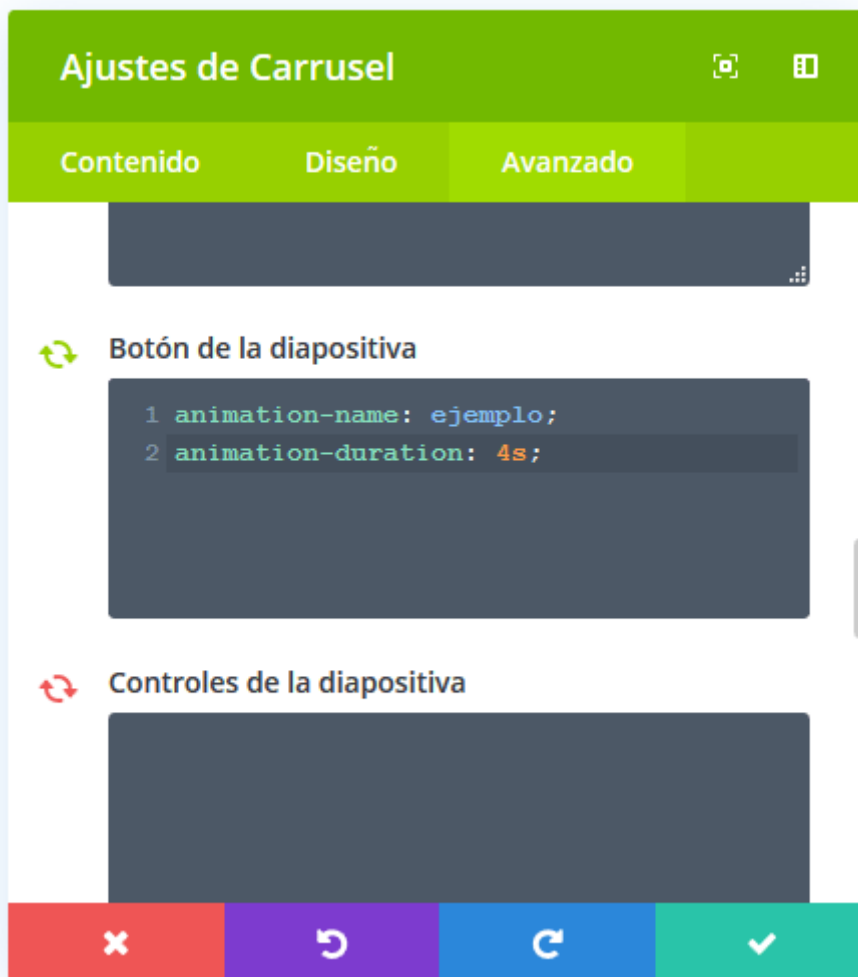 Ajustes de Carrusel
Contenido Diseño Avanzado
Botón de la diapositiva
1 animation-name: ejemplo;
2 animation-duration: 4s;
Controles de la diapositiva